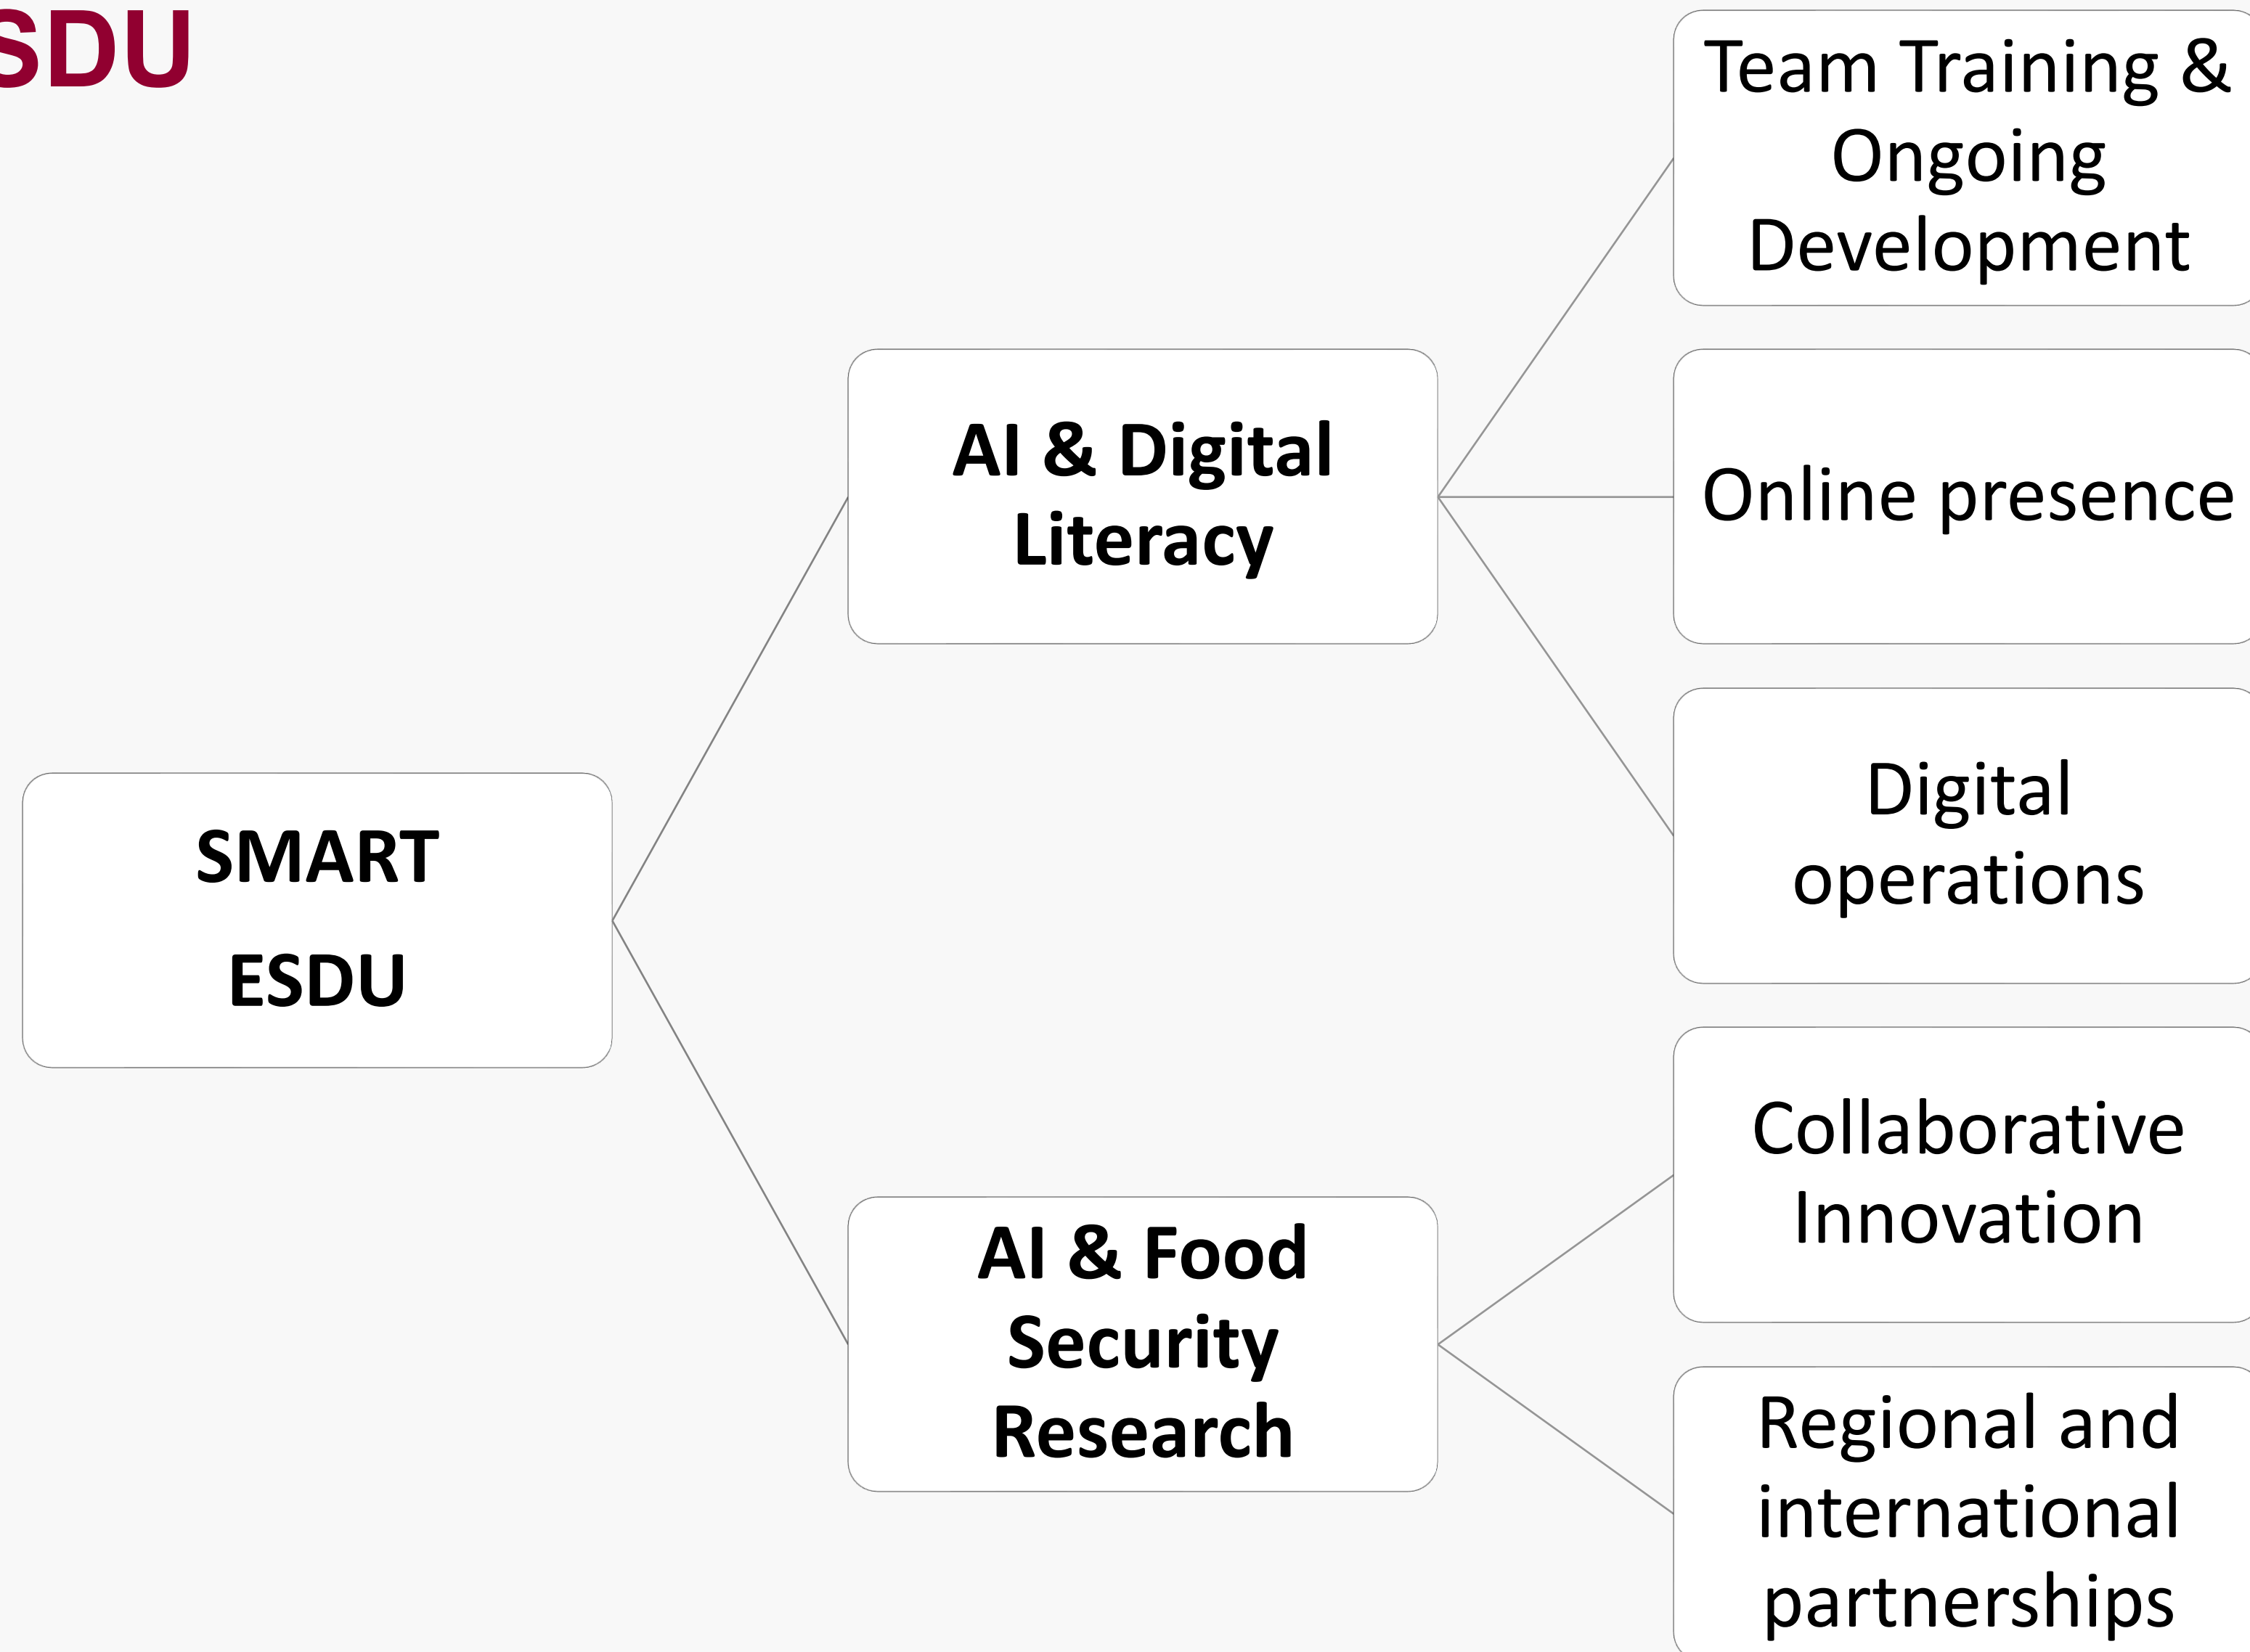 SDU
Team Training &
Ongoing
Development
AI & Digital
Literacy
Online presence
Digital
operations
SMART
ESDU
Collaborative
Innovation
AI & Food
Security
Research
Regional and
international
partnerships